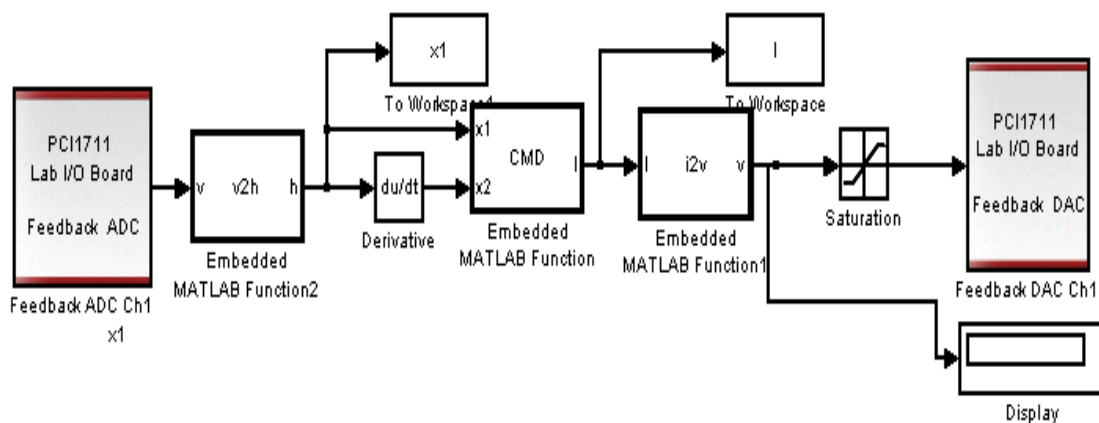 PCI1711
Lab I/O Board
Feedback ADC
Feedback ADC Ch1
x1
v v2h h
Embedded
MATLAB Function2
x1
To Workspace1
du/dt
Derivative
x1
x2
CMD
I
Embedded
MATLAB Function
I
To Workspace
I i2v v
Embedded
MATLAB Function1
Saturation
PCI1711
Lab I/O Board
Feedback DAC
Feedback DAC Ch1
Display